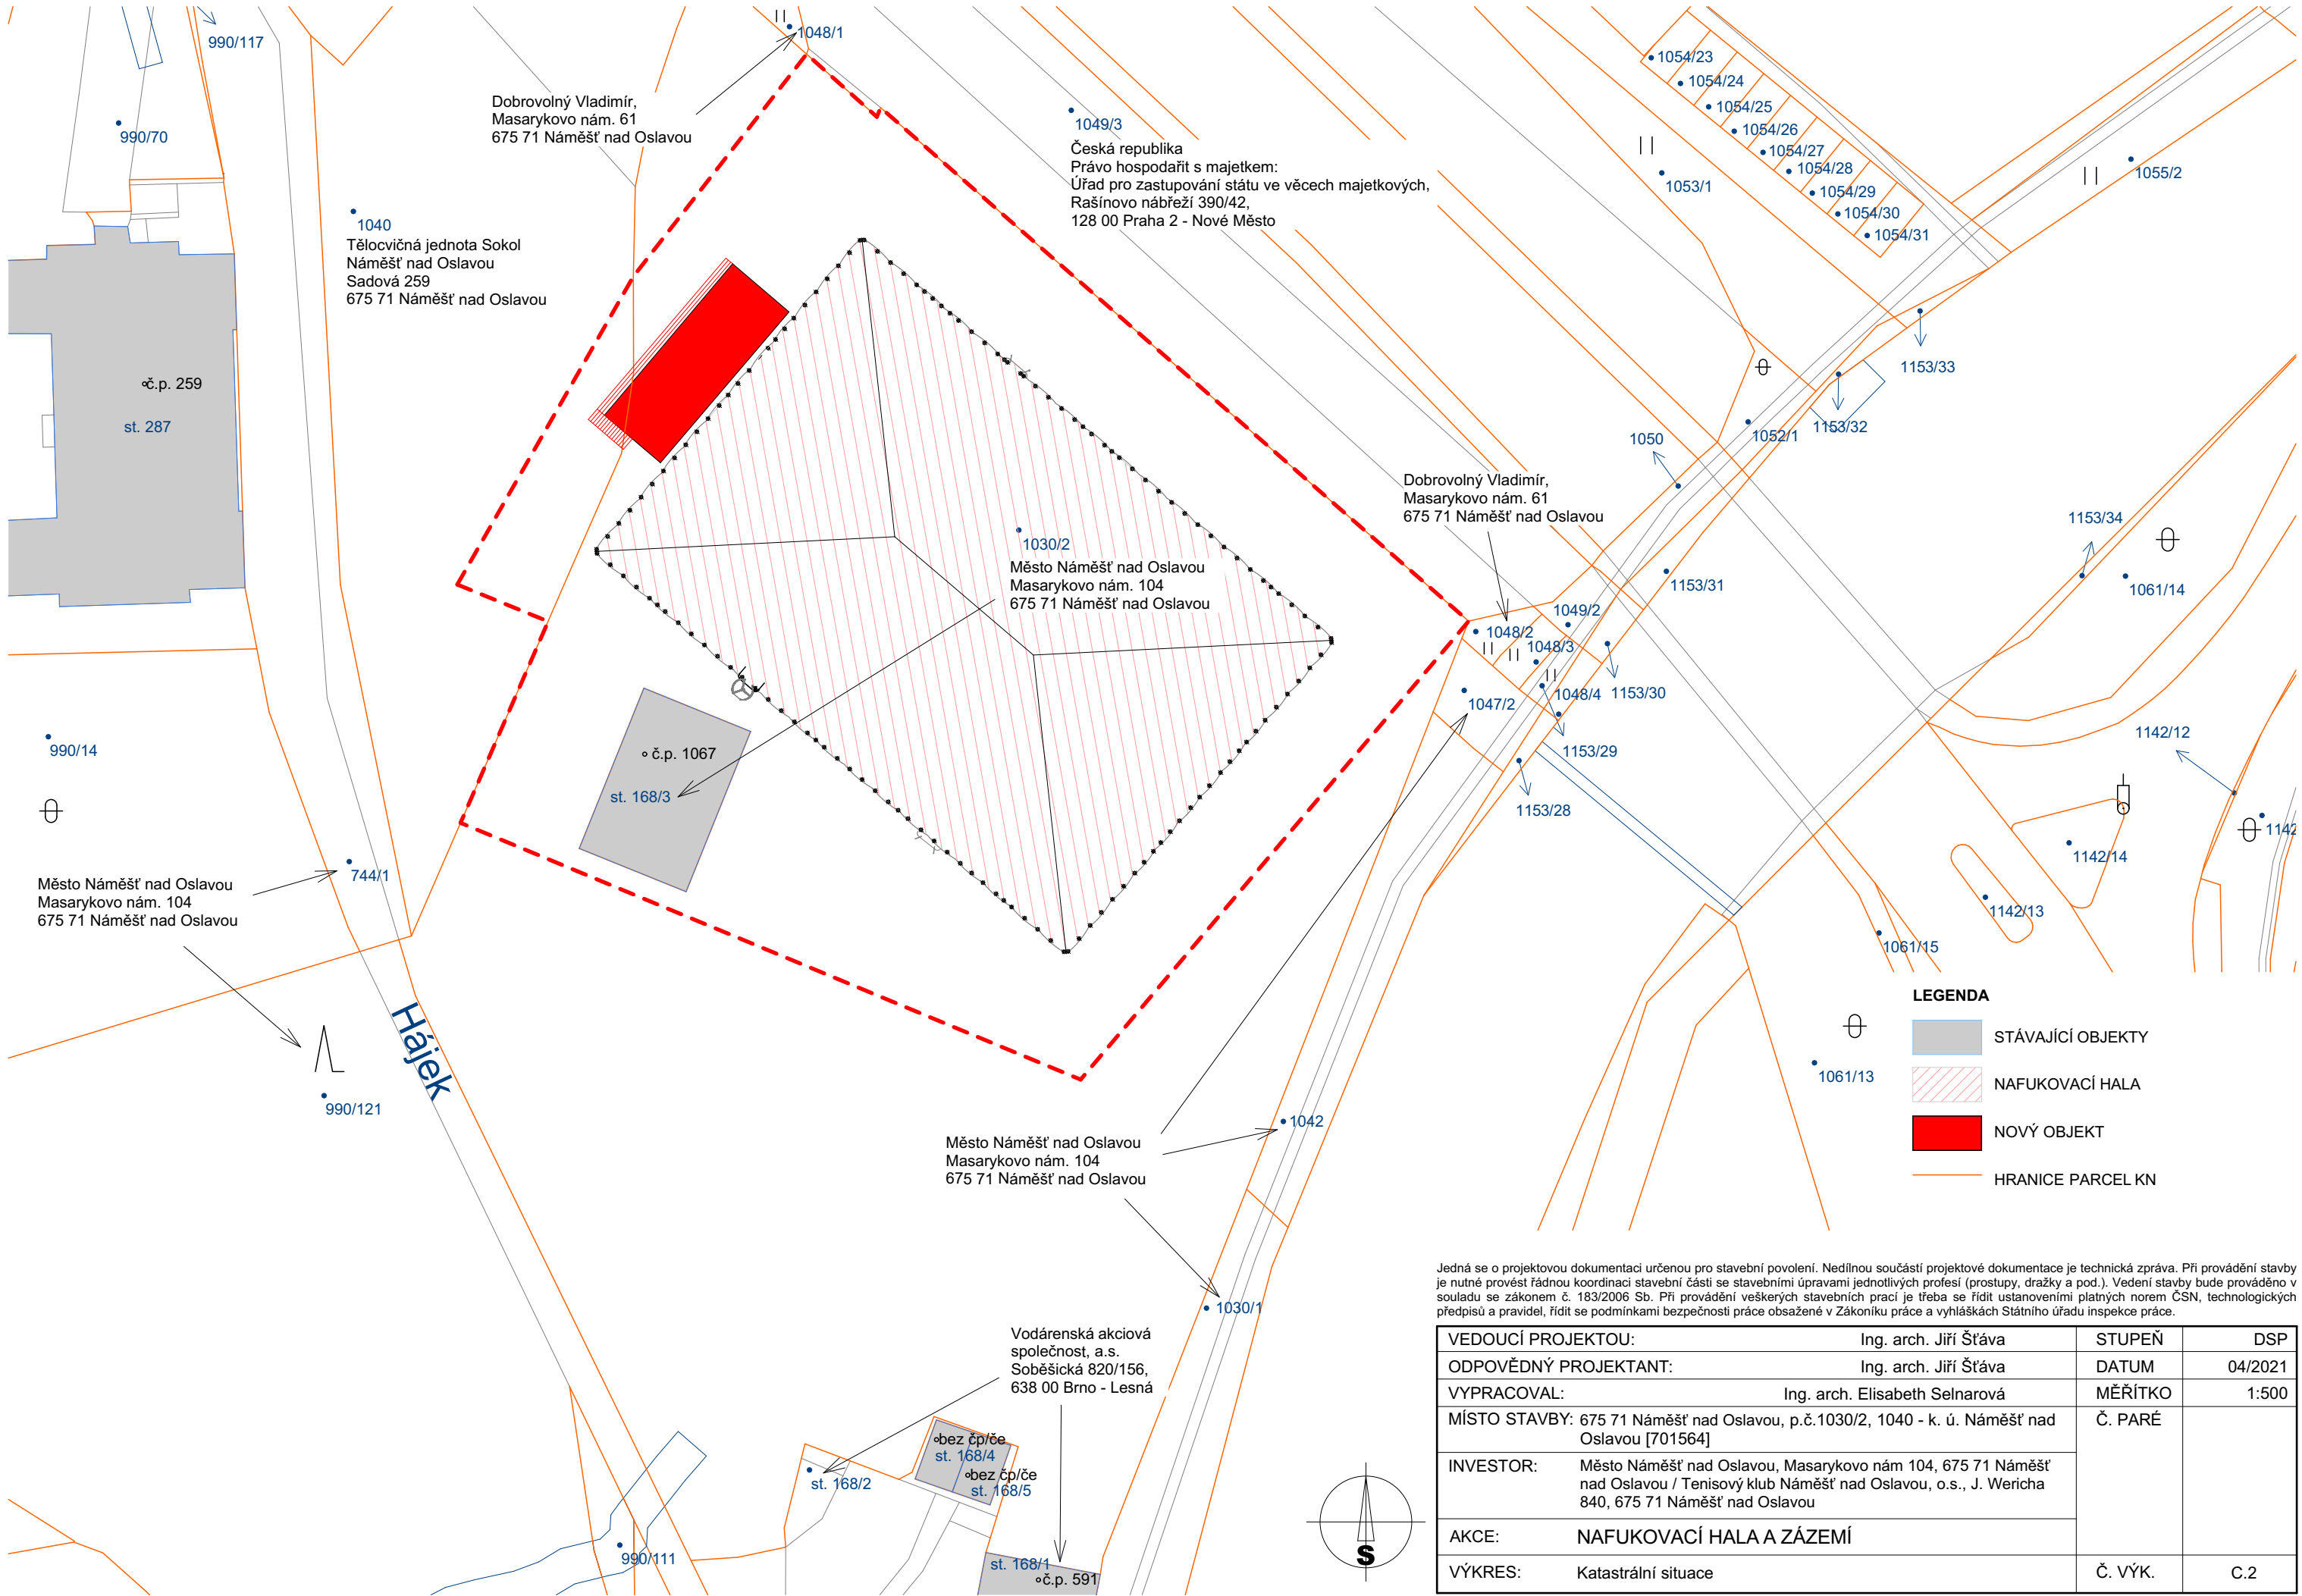 990/117
990/70
1040
Tělocvičná jednota Sokol
Náměšť nad Oslavou
Sadová 259
675 71 Náměšť nad Oslavou
č.p. 259
st. 287
1048/1
Dobrovolný Vladimír,
Masarykovo nám. 61
675 71 Náměšť nad Oslavou
1049/3
Česká republika
Právo hospodařit s majetkem:
Úřad pro zastupování státu ve věcech majetkových,
Rašínovo nábřeží 390/42,
128 00 Praha 2 - Nové Město
1054/23
1054/24
1054/25
1054/26
1054/27
1054/28
1054/29
1054/30
1054/31
1053/1
1055/2
1153/33
1153/32
1052/1
1050
Dobrovolný Vladimír,
Masarykovo nám. 61
675 71 Náměšť nad Oslavou
1030/2
Město Náměšť nad Oslavou
Masarykovo nám. 104
675 71 Náměšť nad Oslavou
1153/34
1061/14
1153/31
1049/2
1048/2
1048/3
1048/4
1153/30
1047/2
1153/29
1153/28
č.p. 1067
st. 168/3
990/14
744/1
Město Náměšť nad Oslavou
Masarykovo nám. 104
675 71 Náměšť nad Oslavou
Hájek
990/121
1142/12
1142
1142/14
1142/13
1061/15
1061/13
LEGENDA
STÁVAJÍCÍ OBJEKTY
NAFUKOVACÍ HALA
NOVÝ OBJEKT
HRANICE PARCEL KN
1042
Město Náměšť nad Oslavou
Masarykovo nám. 104
675 71 Náměšť nad Oslavou
1030/1
Vodárenská akciová
společnost, a.s.
Soběšická 820/156,
638 00 Brno - Lesná
bez čp/če
st. 168/4
bez čp/če
st. 168/5
st. 168/2
990/111
st. 168/1
č.p. 591
S
Jedná se o projektovou dokumentaci určenou pro stavební povolení. Nedílnou součástí projektové dokumentace je technická zpráva. Při provádění stavby
je nutné provést řádnou koordinaci stavební části se stavebními úpravami jednotlivých profesí (prostupy, dražky a pod.). Vedení stavby bude prováděno v
souladu se zákonem č. 183/2006 Sb. Při provádění veškerých stavebních prací je třeba se řídit ustanoveními platných norem ČSN, technologických
předpisů a pravidel, řídit se podmínkami bezpečnosti práce obsažené v Zákoníku práce a vyhláškách Státního úřadu inspekce práce.
VEDOUCÍ PROJEKTOU: Ing. arch. Jiří Šťáva STUPEŇ DSP
ODPOVĚDNÝ PROJEKTANT: Ing. arch. Jiří Šťáva DATUM 04/2021
VYPRACOVAL: Ing. arch. Elisabeth Selnarová MĚŘÍTKO 1:500
MÍSTO STAVBY: 675 71 Náměšť nad Oslavou, p.č.1030/2, 1040 - k. ú. Náměšť nad Č. PARÉ
Oslavou [701564]
INVESTOR: Město Náměšť nad Oslavou, Masarykovo nám 104, 675 71 Náměšť
nad Oslavou / Tenisový klub Náměšť nad Oslavou, o.s., J. Wericha
840, 675 71 Náměšť nad Oslavou
AKCE: NAFUKOVACÍ HALA A ZÁZEMÍ
VÝKRES: Katastrální situace Č. VÝK. C.2